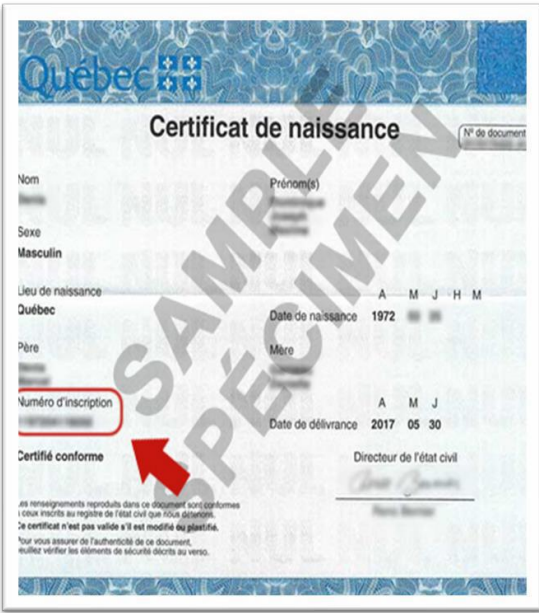 Québec
Certificat de naissance
N° de document
Nom
Prénom(s)
Sexe
Masculin
Lieu de naissance
Québec
A M J H M
Date de naissance 1972
Père
Mère
Numéro d'inscription
A M J
Date de délivrance 2017 05 30
Certifié conforme
Directeur de l'état civil
Les renseignements reproduits dans ce document sont conformes
à ceux inscrits au registre de l'état civil que nous détenons.
Ce certificat n'est pas valide s'il est modifié ou plastifié.
Pour vous assurer de l'authenticité de ce document,
veuillez vérifier les éléments de sécurité décrits au verso.
SAMPLE
SPÉCIMEN